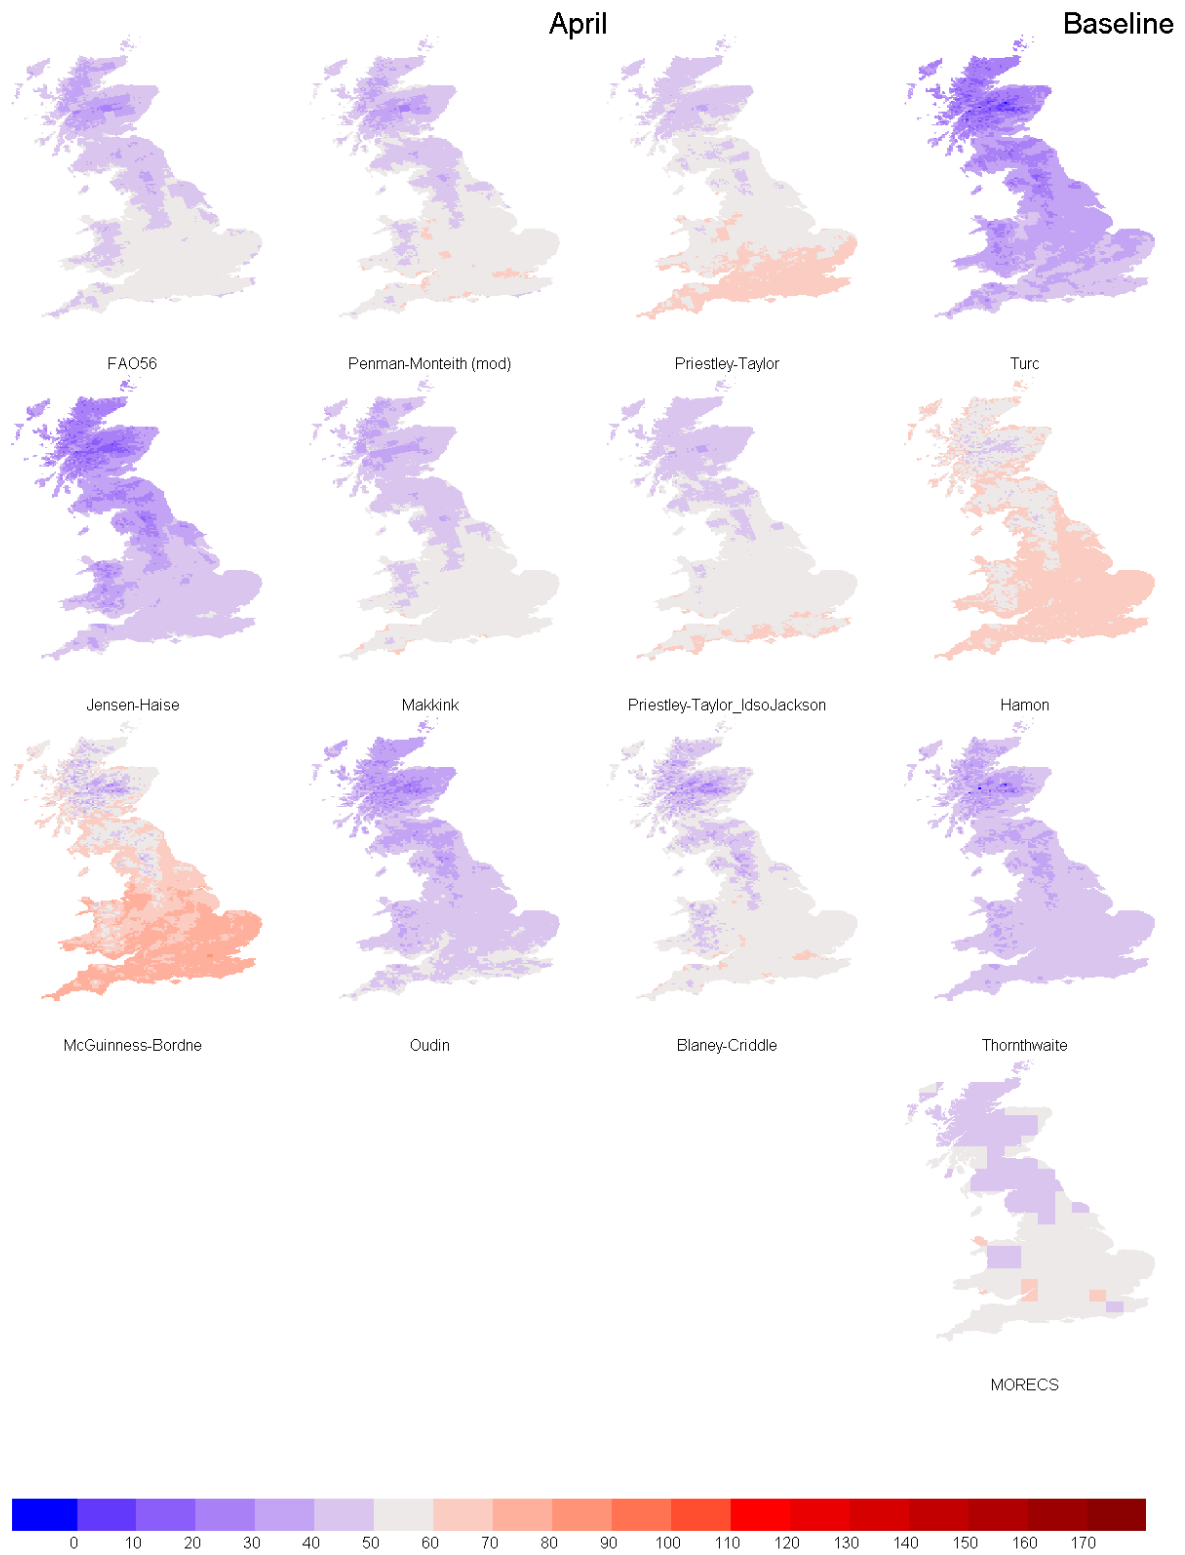 April Baseline
FAO56 Penman-Monteith (mod) Priestley-Taylor Turc
Jensen-Haise Makkink Priestley-Taylor_IdsoJackson Hamon
McGuinness-Bordne Oudin Blaney-Criddle Thornthwaite
MORECS
0 10 20 30 40 50 60 70 80 90 100 110 120 130 140 150 160 170